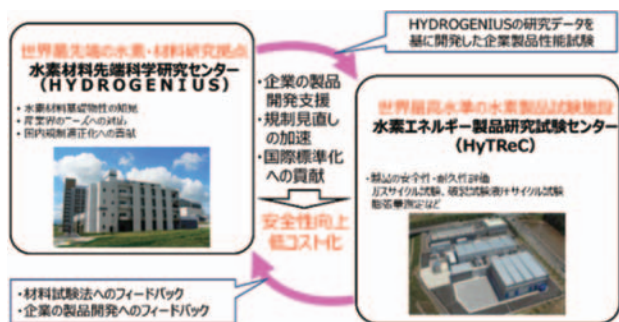 世界最先端の水素・材料研究拠点
水素材料先端科学研究センター
(HYDROGENIUS)
・水素材料基礎物性の知見
・産業界のニーズへの対応
・国内規制適正化への貢献
HYDROGENIUSの研究データを
基に開発した企業製品性能試験
・企業の製品
開発支援
・規制見直し
の加速
・国際標準化
への貢献
安全性向上
低コスト化
世界最高水準の水素製品試験施設
水素エネルギー製品研究試験センター
(HyTReC)
・製品の安全性・耐久性評価
ガスサイクル試験、破裂試験液圧サイクル試験
膨張量測定など
・材料試験法へのフィードバック
・企業の製品開発へのフィードバック